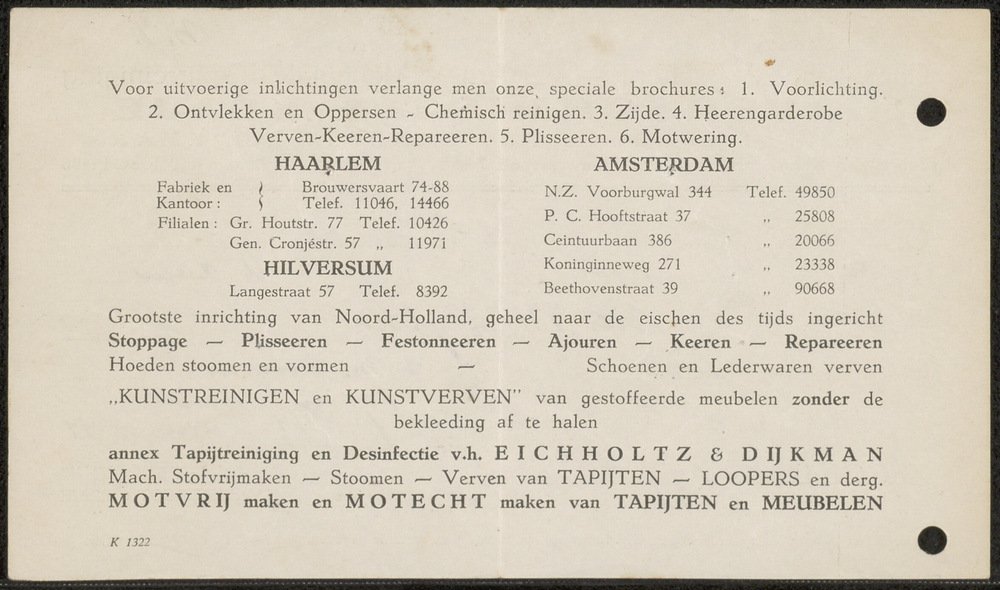 Voor uitvoerige inlichtingen verlange men onze speciale brochures: 1. Voorlichting.
2. Ontvlekken en Oppersen - Chemisch reinigen. 3. Zijde. 4. Heerengarderobe
Verven-Keeren-Repareeren. 5. Plisseeren. 6. Motwering.
HAARLEM
Fabriek en Kantoor: Brouwersvaart 74-88
Telef. 11046, 14466
Filialen: Gr. Houtstr. 77 Telef. 10426
Gen. Cronjéstr. 57 „ 11971
HILVERSUM
Langestraat 57 Telef. 8392
AMSTERDAM
N.Z. Voorburgwal 344 Telef. 49850
P. C. Hooftstraat 37 „ 25808
Ceintuurbaan 386 „ 20066
Koninginneweg 271 „ 23338
Beethovenstraat 39 „ 90668
Grootste inrichting van Noord-Holland, geheel naar de eischen des tijds ingericht
Stoppage — Plisseeren — Festonneeren — Ajouren — Keeren — Repareeren
Hoeden stoomen en vormen — Schoenen en Lederwaren verven
„KUNSTREINIGEN en KUNSTVERVEN” van gestoffeerde meubelen zonder de
bekleeding af te halen
annex Tapijtreiniging en Desinfectie v.h. EICHHOLTZ & DIJKMAN
Mach. Stofvrijmaken — Stoomen — Verven van TAPIJTEN — LOOPERS en derg.
MOTVRIJ maken en MOTECHT maken van TAPIJTEN en MEUBELEN
K 1322